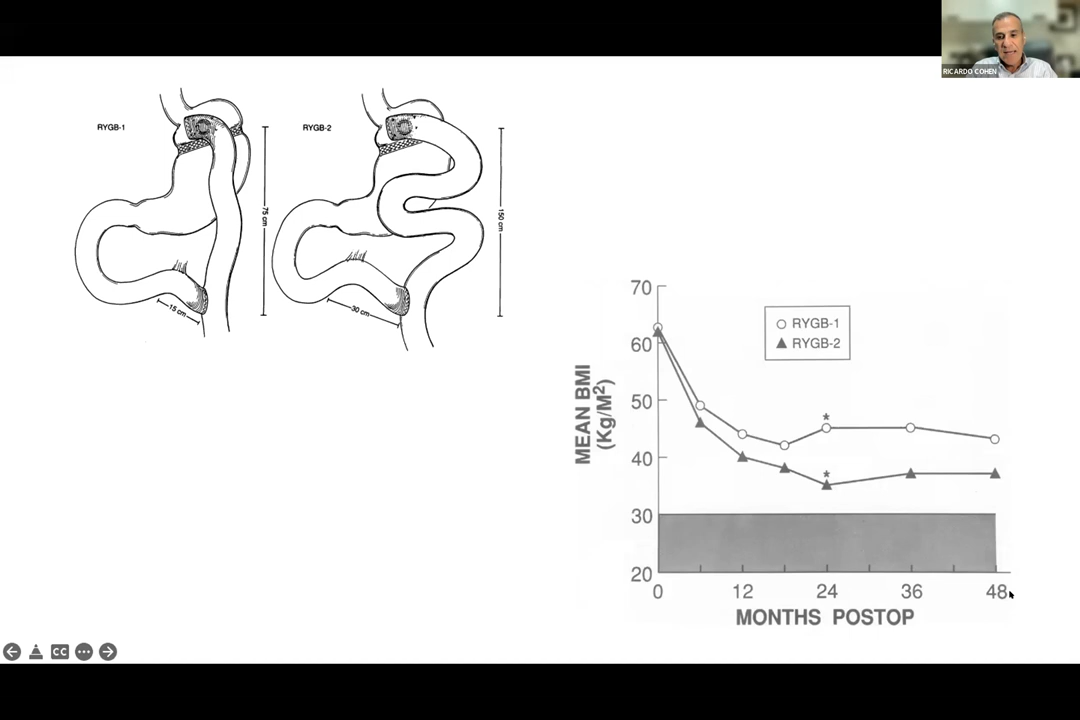 RICARDO COHEN
RYGB-1
75 cm
15 cm
RYGB-2
150 cm
30 cm
70
60
50
40
30
20
MEAN BMI
(Kg/M²)
RYGB-1
RYGB-2
0
12
24
36
48
MONTHS POSTOP
CC